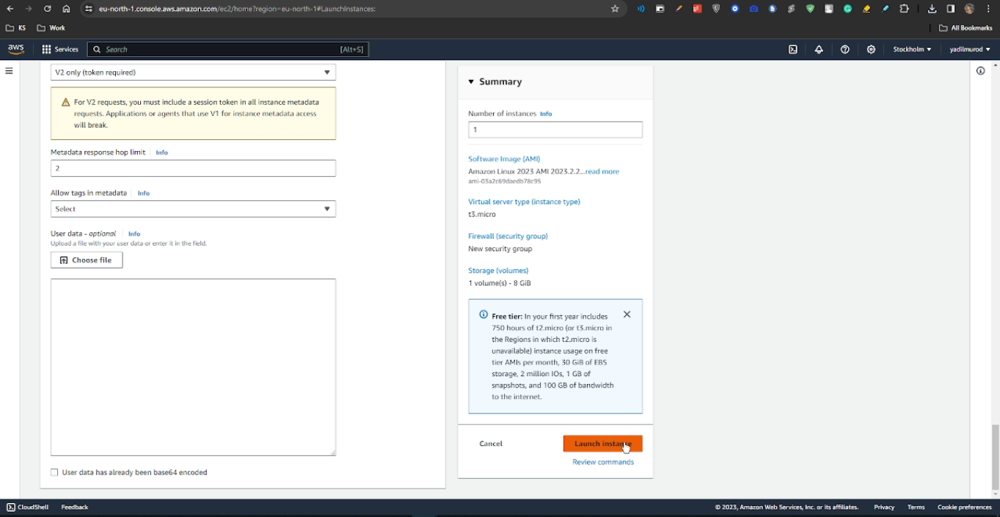 eu-north-1.console.aws.amazon.com/ec2/home?region=eu-north-1#LaunchInstances:
KS
Work
All Bookmarks
aws
Services
Search
[Alt+S]
Stockholm
yadilmurod
V2 only (token required)
For V2 requests, you must include a session token in all instance metadata
requests. Applications or agents that use V1 for instance metadata access
will break.
Metadata response hop limit
Info
2
Allow tags in metadata
Info
Select
User data - optional
Info
Upload a file with your user data or enter it in the field.
Choose file
User data has already been base64 encoded
Summary
Number of instances
Info
1
Software Image (AMI)
Amazon Linux 2023 AMI 2023.2.2...read more
ami-03a2c69daedb78c95
Virtual server type (instance type)
t3.micro
Firewall (security group)
New security group
Storage (volumes)
1 volume(s) - 8 GiB
Free tier: In your first year includes
750 hours of t2.micro (or t3.micro in
the Regions in which t2.micro is
unavailable) instance usage on free
tier AMIs per month, 30 GiB of EBS
storage, 2 million IOs, 1 GB of
snapshots, and 100 GB of bandwidth
to the internet.
Cancel
Launch instance
Review commands
CloudShell
Feedback
© 2023, Amazon Web Services, Inc. or its affiliates.
Privacy
Terms
Cookie preferences